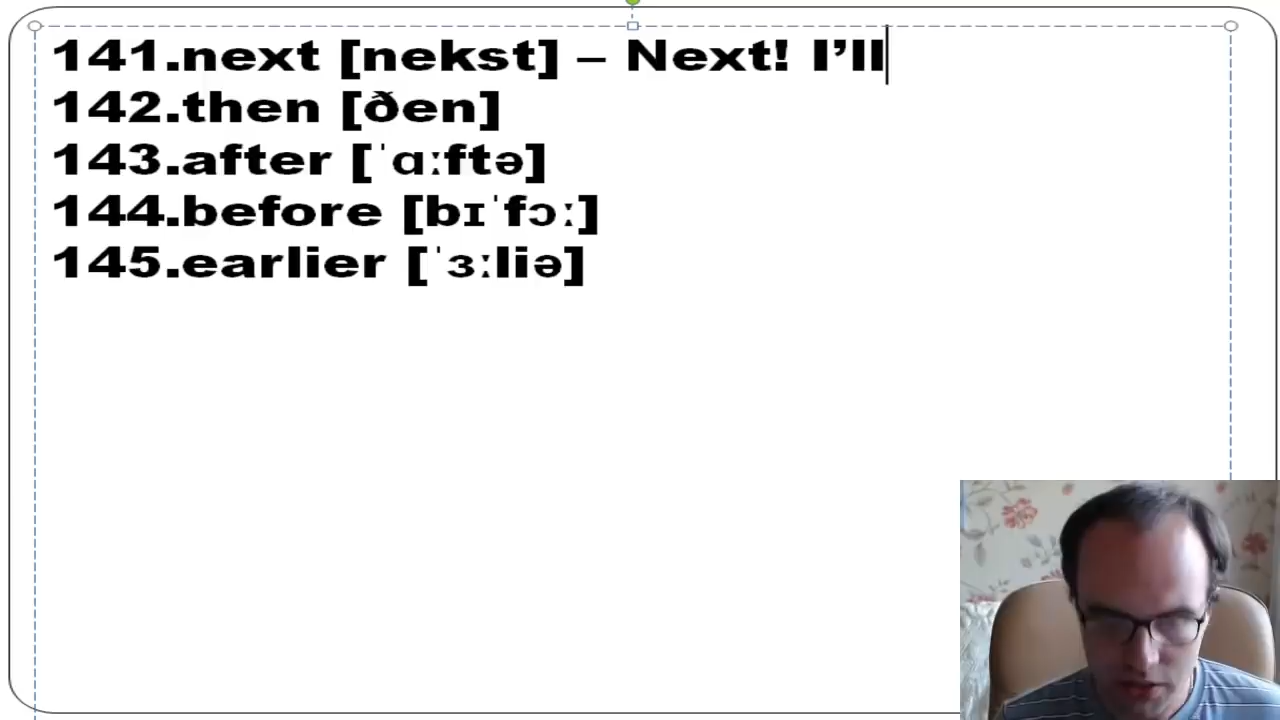 141.next [nekst] – Next! I’ll
142.then [ðen]
143.after [ˈɑːftə]
144.before [bɪˈfɔː]
145.earlier [ˈɜːliə]